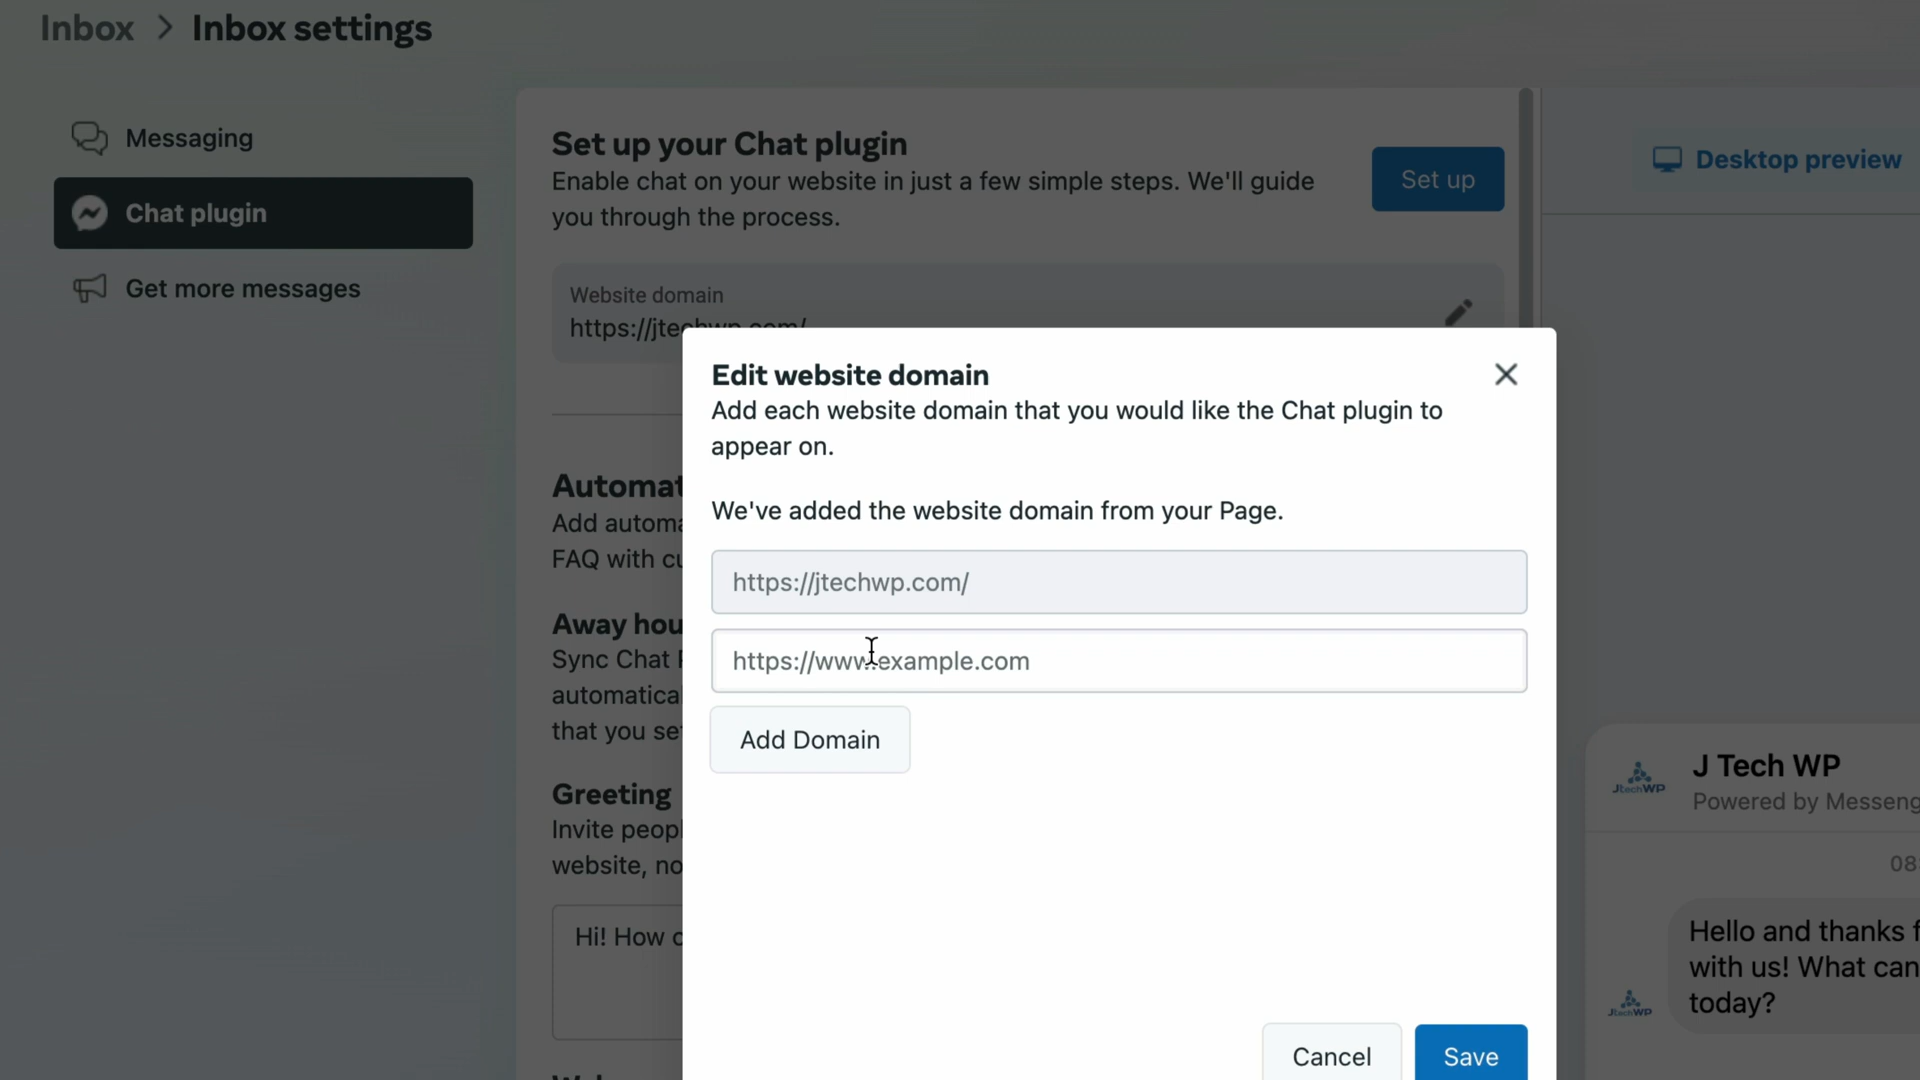 Inbox > Inbox settings
Messaging
Chat plugin
Get more messages
Set up your Chat plugin
Enable chat on your website in just a few simple steps. We'll guide
you through the process.
Set up
Desktop preview
Website domain
https://jtechwp.com/
Automat
Add automa
FAQ with cu
Away hou
Sync Chat
automatica
that you se
Greeting
Invite peopl
website, no
Hi! How c
Edit website domain
Add each website domain that you would like the Chat plugin to
appear on.
We've added the website domain from your Page.
https://jtechwp.com/
https://www.example.com
Add Domain
Cancel
Save
J Tech WP
Powered by Messeng
08:
Hello and thanks f
with us! What can
today?
JtechWP
JtechWP